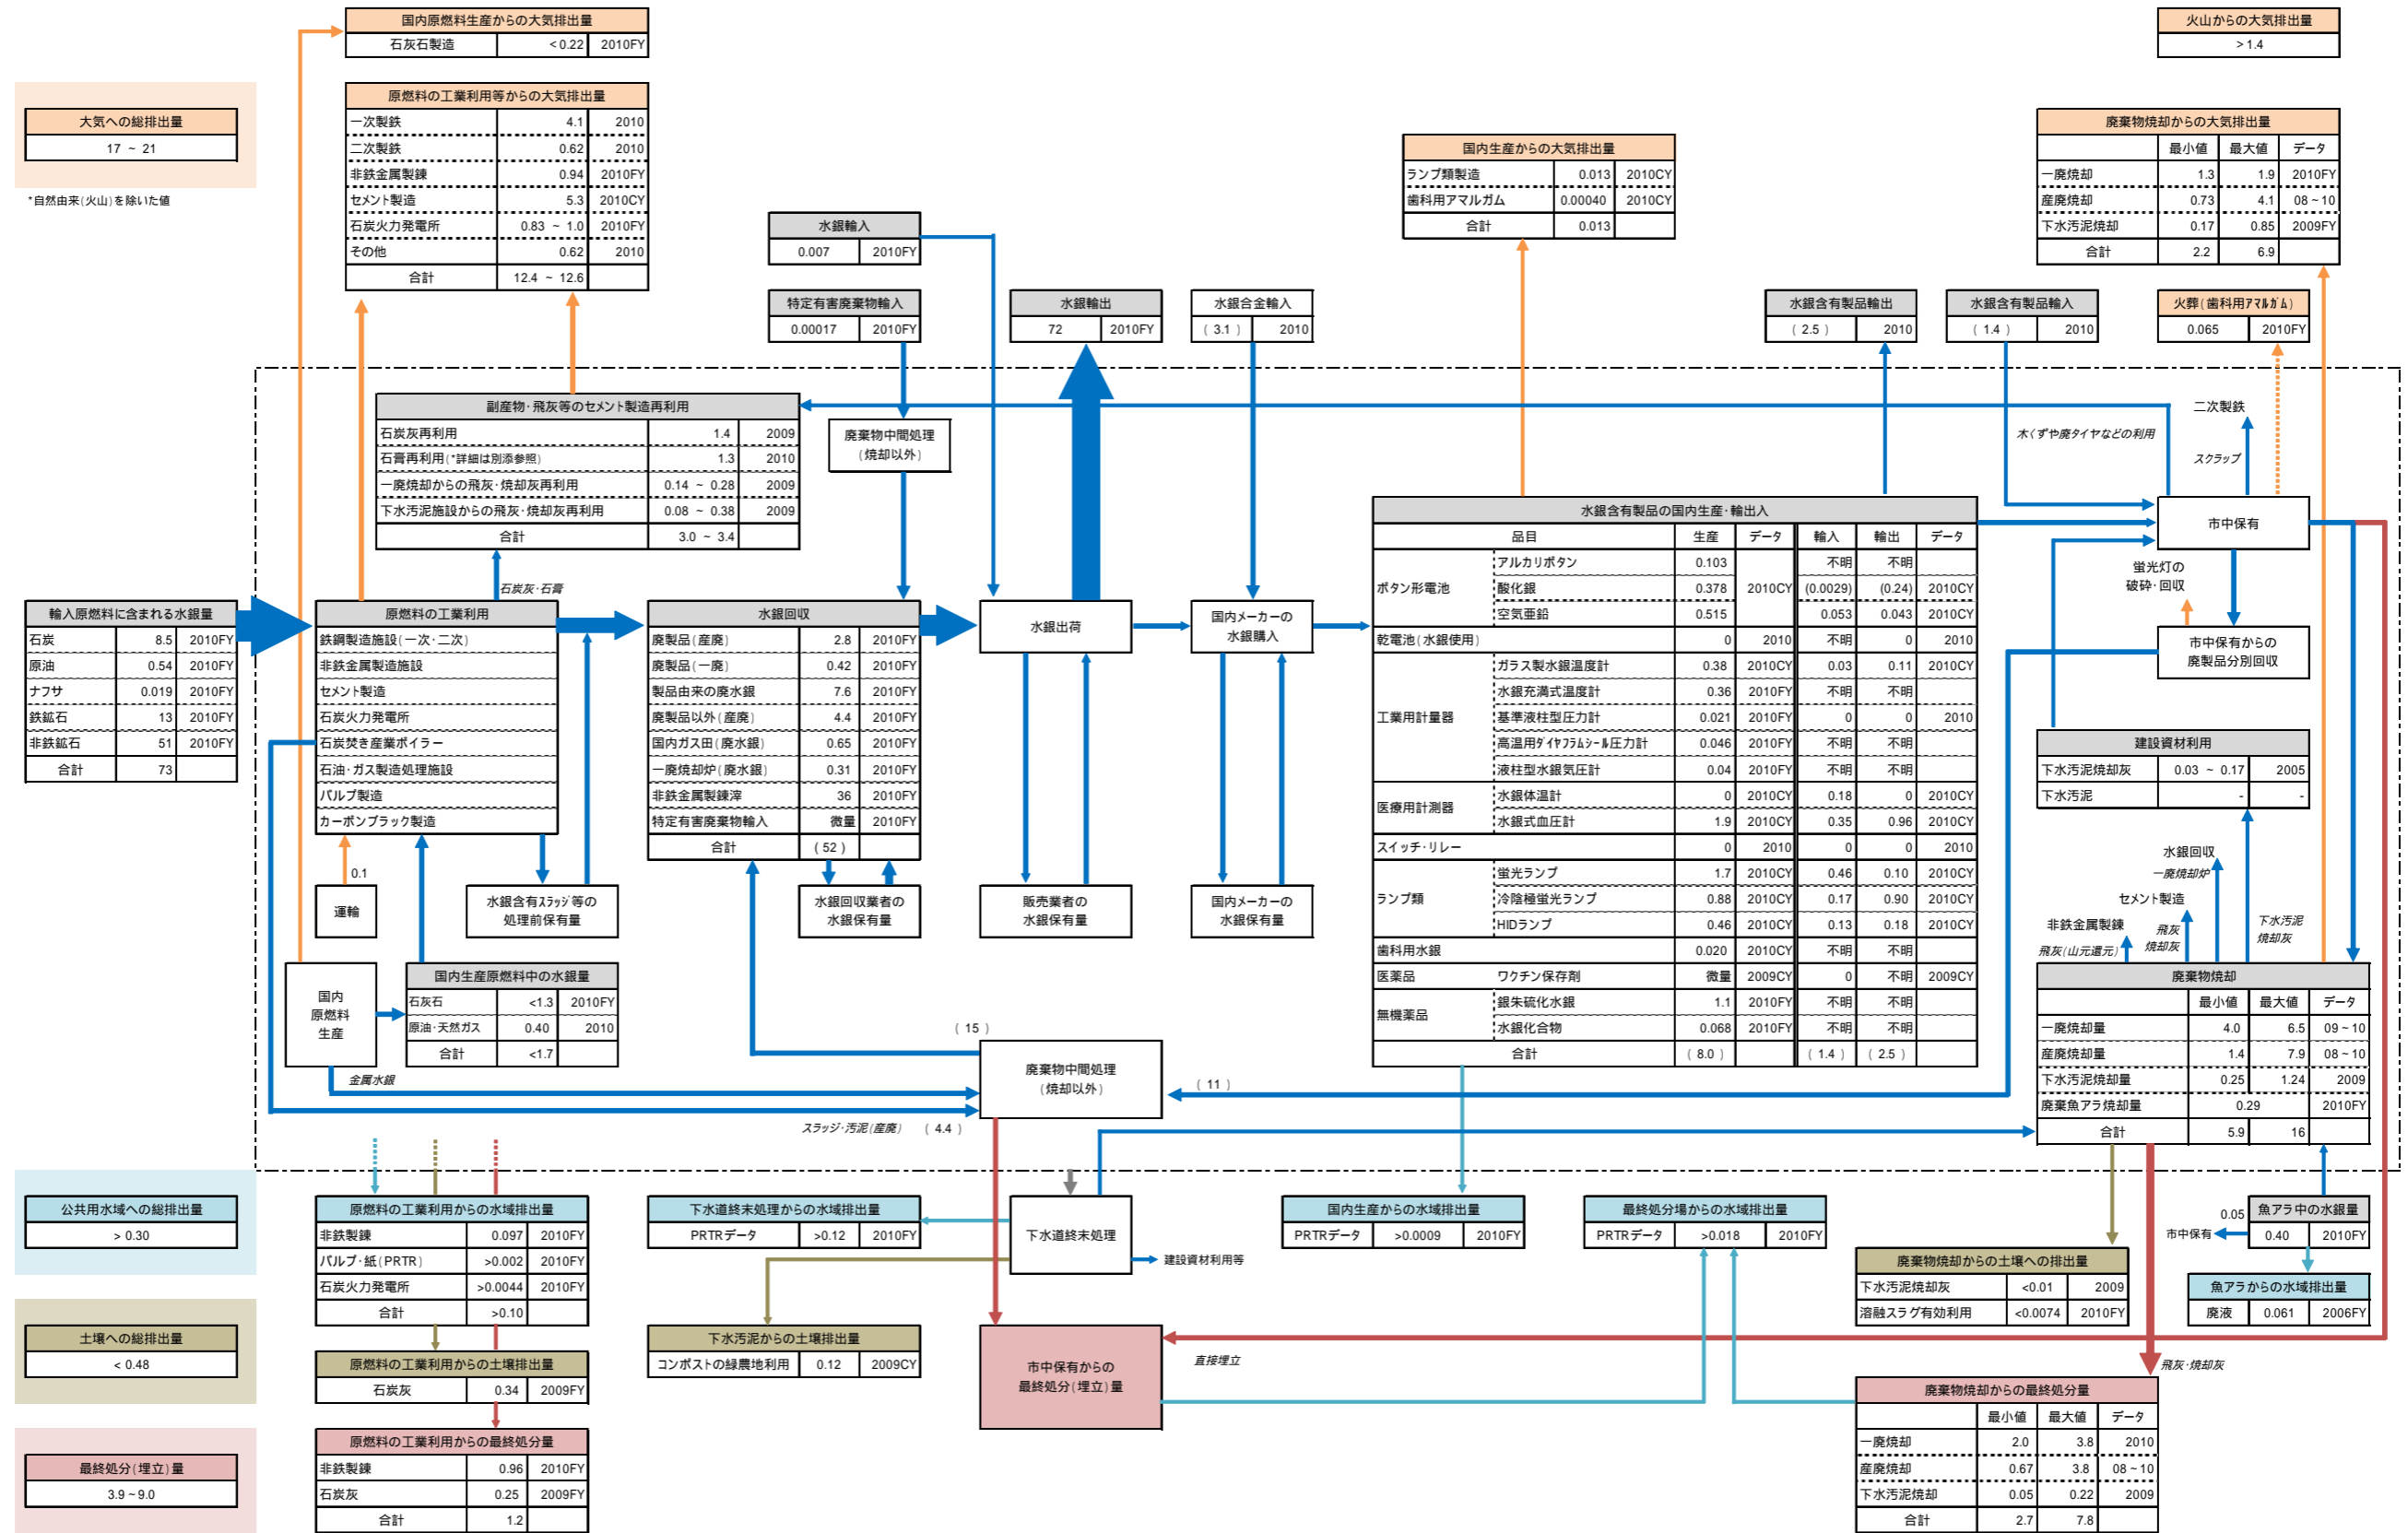 国内原燃料生産からの大気排出量
石灰石製造 <0.22 2010FY
火山からの大気排出量
>1.4
大気への総排出量
17 ~ 21
*自然由来(火山)を除いた値
原燃料の工業利用等からの大気排出量
一次製鉄 4.1 2010
二次製鉄 0.62 2010
非鉄金属製錬 0.94 2010FY
セメント製造 5.3 2010CY
石炭火力発電所 0.83 ~ 1.0 2010FY
その他 0.62 2010
合計 12.4 ~ 12.6
国内生産からの大気排出量
ランプ類製造 0.013 2010CY
歯科用アマルガム 0.00040 2010CY
合計 0.013
廃棄物焼却からの大気排出量
最小値 最大値 データ
一廃焼却 1.3 1.9 2010FY
産廃焼却 0.73 4.1 08~10
下水汚泥焼却 0.17 0.85 2009FY
合計 2.2 6.9
水銀輸入
0.007 2010FY
特定有害廃棄物輸入
0.00017 2010FY
水銀輸出
72 2010FY
水銀合金輸入
(3.1) 2010
水銀含有製品輸出
(2.5) 2010
水銀含有製品輸入
(1.4) 2010
火葬(歯科用アマルガム)
0.065 2010FY
副産物・飛灰等のセメント製造再利用
石炭灰再利用 1.4 2009
石膏再利用(*詳細は別添参照) 1.3 2010
一廃焼却からの飛灰・焼却灰再利用 0.14 ~ 0.28 2009
下水汚泥施設からの飛灰・焼却灰再利用 0.08 ~ 0.38 2009
合計 3.0 ~ 3.4
廃棄物中間処理
(焼却以外)
木くずや廃タイヤなどの利用
二次製鉄
スクラップ
市中保有
石炭灰・石膏
蛍光灯の
破砕・回収
市中保有からの
廃製品分別回収
輸入原燃料に含まれる水銀量
石炭 8.5 2010FY
原油 0.54 2010FY
ナフサ 0.019 2010FY
鉄鉱石 13 2010FY
非鉄鉱石 51 2010FY
合計 73
原燃料の工業利用
鉄鋼製造施設(一次・二次)
非鉄金属製造施設
セメント製造
石炭火力発電所
石炭焚き産業ボイラー
石油・ガス製造処理施設
パルプ製造
カーボンブラック製造
水銀回収
廃製品(産廃) 2.8 2010FY
廃製品(一廃) 0.42 2010FY
製品由来の廃水銀 7.6 2010FY
廃製品以外(産廃) 4.4 2010FY
国内ガス田(廃水銀) 0.65 2010FY
一廃焼却炉(廃水銀) 0.31 2010FY
非鉄金属製錬滓 36 2010FY
特定有害廃棄物輸入 微量 2010FY
合計 (52)
水銀出荷
国内メーカーの
水銀購入
水銀含有製品の国内生産・輸出入
品目 生産 データ 輸入 輸出 データ
ボタン形電池 アルカリボタン 0.103 不明 不明
酸化銀 0.378 2010CY (0.0029) (0.24) 2010CY
空気亜鉛 0.515 0.053 0.043 2010CY
乾電池(水銀使用) 0 2010 不明 0 2010
工業用計量器 ガラス製水銀温度計 0.38 2010CY 0.03 0.11 2010CY
水銀充満式温度計 0.36 2010FY 不明 不明
基準液柱型圧力計 0.021 2010FY 0 0 2010
高温用ダイヤフラムシール圧力計 0.046 2010FY 不明 不明
液柱型水銀気圧計 0.04 2010FY 不明 不明
医療用計測器 水銀体温計 0 2010CY 0.18 0 2010CY
水銀式血圧計 1.9 2010CY 0.35 0.96 2010CY
スイッチ・リレー 0 2010 0 0 2010
ランプ類 蛍光ランプ 1.7 2010CY 0.46 0.10 2010CY
冷陰極蛍光ランプ 0.88 2010CY 0.17 0.90 2010CY
HIDランプ 0.46 2010CY 0.13 0.18 2010CY
歯科用水銀 0.020 2010CY 不明 不明
医薬品 ワクチン保存剤 微量 2009CY 0 不明 2009CY
無機薬品 銀朱硫化水銀 1.1 2010FY 不明 不明
水銀化合物 0.068 2010FY 不明 不明
合計 (8.0) (1.4) (2.5)
建設資材利用
下水汚泥焼却灰 0.03 ~ 0.17 2005
下水汚泥 - -
0.1
運輸
水銀含有スラッジ等の
処理前保有量
水銀回収業者の
水銀保有量
販売業者の
水銀保有量
国内メーカーの
水銀保有量
水銀回収
一廃焼却炉
セメント製造
飛灰
焼却灰
非鉄金属製錬
飛灰(山元還元)
下水汚泥
焼却灰
国内
原燃料
生産
国内生産原燃料中の水銀量
石灰石 <1.3 2010FY
原油・天然ガス 0.40 2010
合計 <1.7
金属水銀
(15)
廃棄物中間処理
(焼却以外)
(11)
スラッジ・汚泥(産廃) (4.4)
廃棄物焼却
最小値 最大値 データ
一廃焼却量 4.0 6.5 09~10
産廃焼却量 1.4 7.9 08~10
下水汚泥焼却量 0.25 1.24 2009
廃棄魚アラ焼却量 0.29 2010FY
合計 5.9 16
公共用水域への総排出量
> 0.30
原燃料の工業利用からの水域排出量
非鉄製錬 0.097 2010FY
パルプ・紙(PRTR) >0.002 2010FY
石炭火力発電所 >0.0044 2010FY
合計 >0.10
下水道終末処理からの水域排出量
PRTRデータ >0.12 2010FY
下水道終末処理
建設資材利用等
国内生産からの水域排出量
PRTRデータ >0.0009 2010FY
最終処分場からの水域排出量
PRTRデータ >0.018 2010FY
0.05
市中保有
魚アラ中の水銀量
0.40 2010FY
廃棄物焼却からの土壌への排出量
下水汚泥焼却灰 <0.01 2009
溶融スラグ有効利用 <0.0074 2010FY
魚アラからの水域排出量
廃液 0.061 2006FY
土壌への総排出量
< 0.48
原燃料の工業利用からの土壌排出量
石炭灰 0.34 2009FY
下水汚泥からの土壌排出量
コンポストの緑農地利用 0.12 2009CY
市中保有からの
最終処分(埋立)量
直接埋立
飛灰・焼却灰
最終処分(埋立)量
3.9 ~ 9.0
原燃料の工業利用からの最終処分量
非鉄製錬 0.96 2010FY
石炭灰 0.25 2009FY
合計 1.2
廃棄物焼却からの最終処分量
最小値 最大値 データ
一廃焼却 2.0 3.8 2010
産廃焼却 0.67 3.8 08~10
下水汚泥焼却 0.05 0.22 2009
合計 2.7 7.8